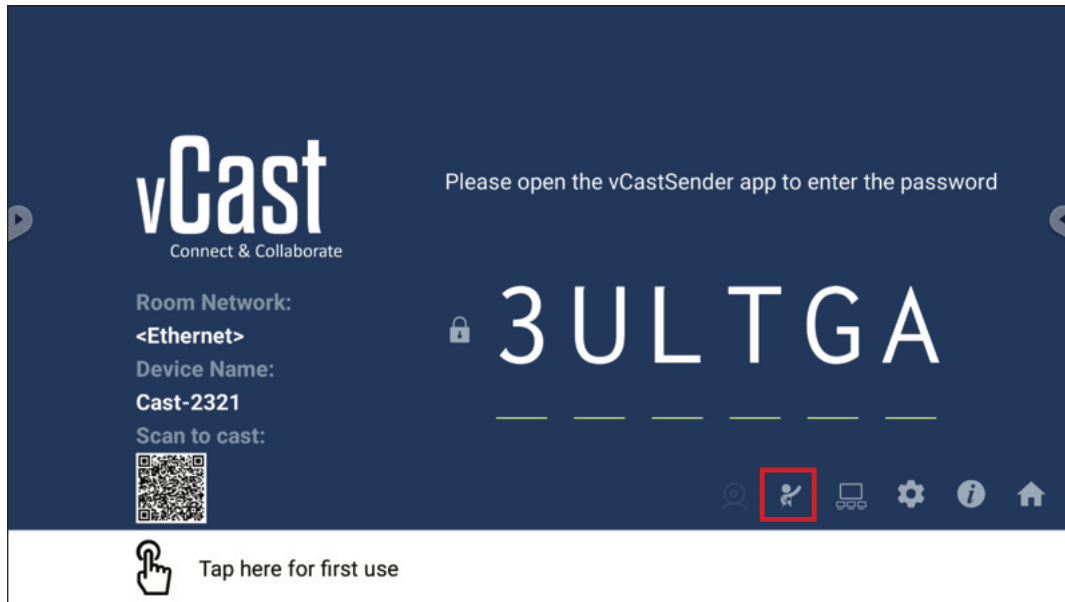 vCast
Connect & Collaborate
Please open the vCastSender app to enter the password
Room Network:
<Ethernet>
3ULTGA
Device Name:
Cast-2321
Scan to cast:
Tap here for first use